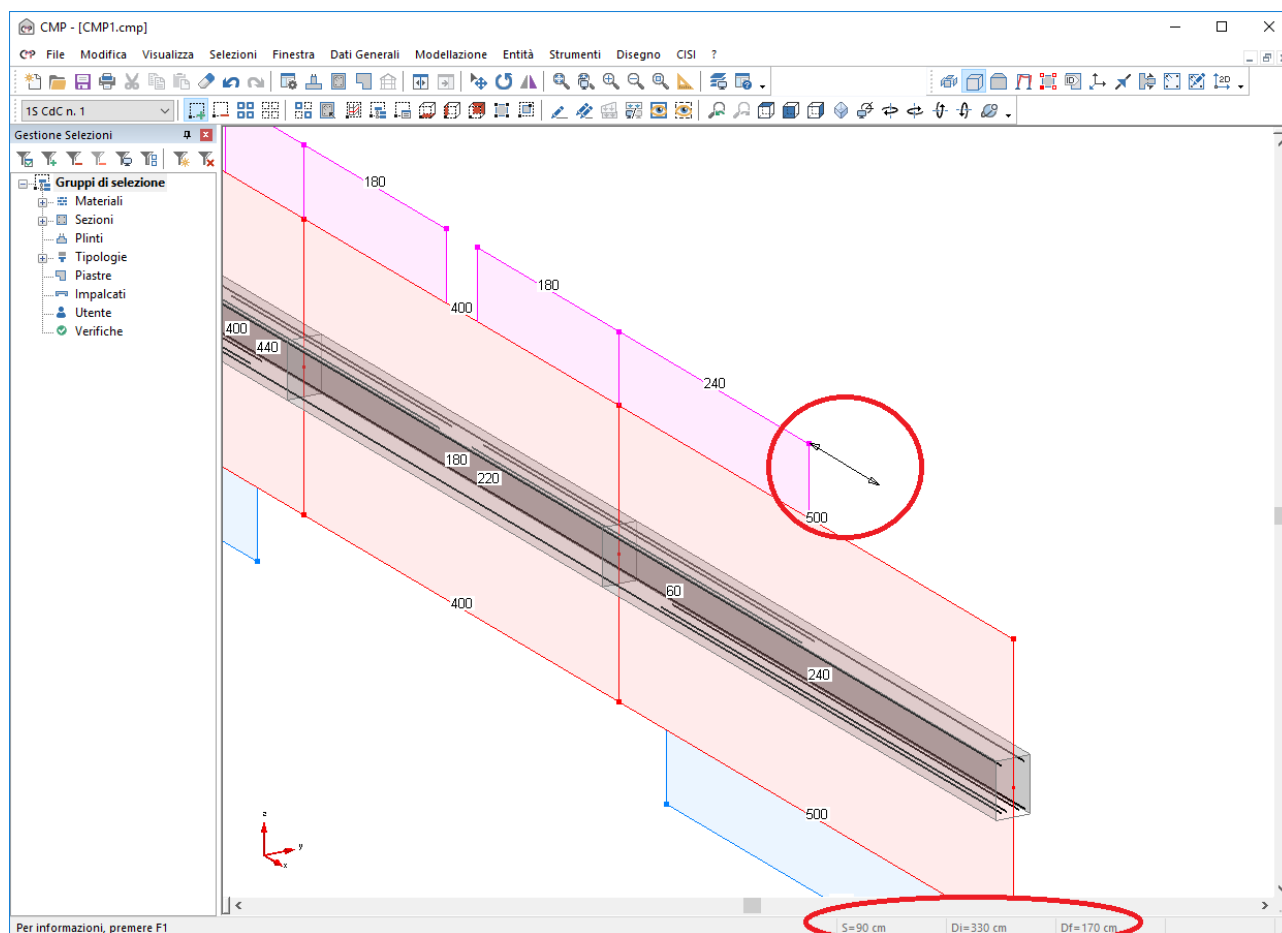 CMP - [CMP1.cmp]
CMP File Modifica Visualizza Selezioni Finestra Dati Generali Modellazione Entità Strumenti Disegno CISI ?
1S CdC n. 1
Gestione Selezioni
Gruppi di selezione
Materiali
Sezioni
Plinti
Tipologie
Piastre
Impalcati
Utente
Verifiche
180
180
400
400
440
240
180
220
500
60
400
240
500
z
y
x
Per informazioni, premere F1 S=90 cm Di=330 cm Df=170 cm